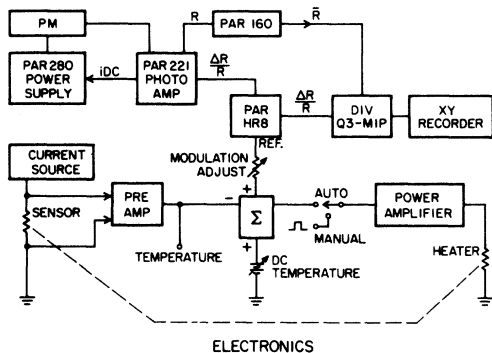 PM
R
PAR 160
R̄
PAR 280
POWER
SUPPLY
iDC
PAR 221
PHOTO
AMP
ΔR
R
PAR
HR8
ΔR
R
DIV
Q3-MIP
XY
RECORDER
REF.
CURRENT
SOURCE
MODULATION
ADJUST
SENSOR
PRE
AMP
+
−
Σ
+
AUTO
MANUAL
POWER
AMPLIFIER
TEMPERATURE
DC
TEMPERATURE
HEATER
ELECTRONICS